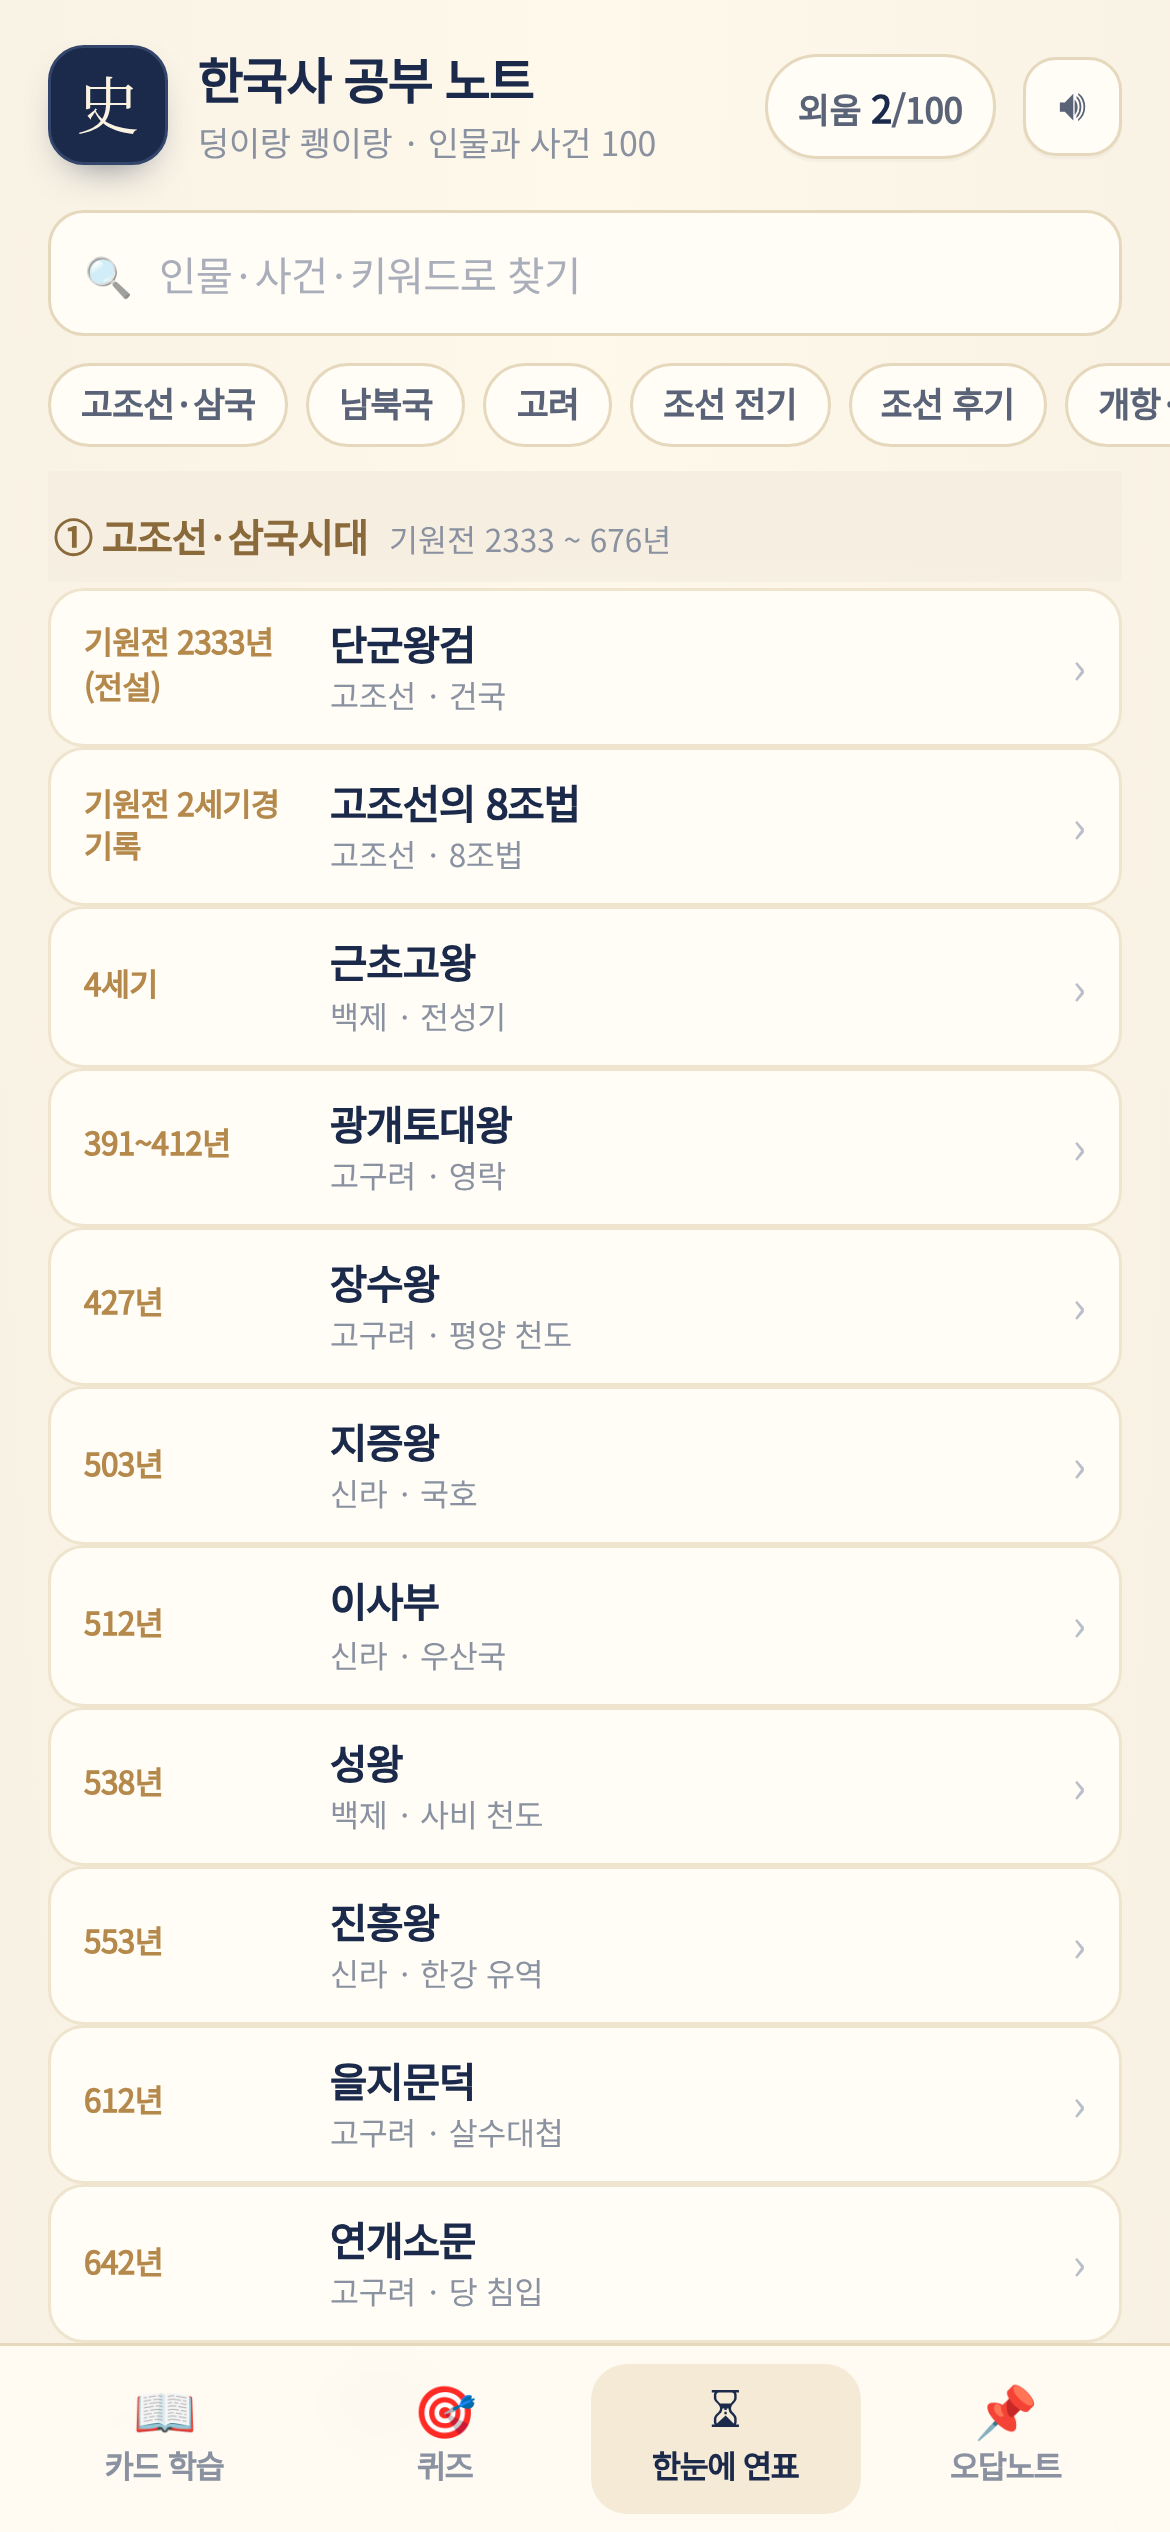 史
한국사 공부 노트
덩이랑 쾡이랑 · 인물과 사건 100
외움 2/100
인물·사건·키워드로 찾기
고조선·삼국
남북국
고려
조선 전기
조선 후기
개항·
① 고조선·삼국시대 기원전 2333 ~ 676년
기원전 2333년
(전설)
단군왕검
고조선 · 건국
기원전 2세기경
기록
고조선의 8조법
고조선 · 8조법
4세기
근초고왕
백제 · 전성기
391~412년
광개토대왕
고구려 · 영락
427년
장수왕
고구려 · 평양 천도
503년
지증왕
신라 · 국호
512년
이사부
신라 · 우산국
538년
성왕
백제 · 사비 천도
553년
진흥왕
신라 · 한강 유역
612년
을지문덕
고구려 · 살수대첩
642년
연개소문
고구려 · 당 침입
카드 학습
퀴즈
한눈에 연표
오답노트